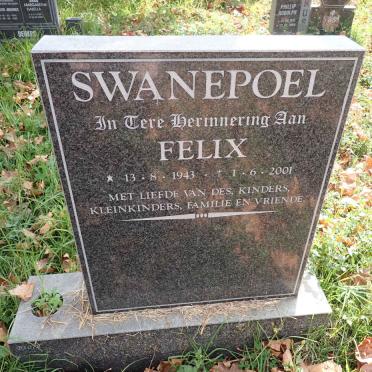 SWANEPOEL
In Tere Herinnering Aan
FELIX
* 13 · 8 · 1943 · † 1 · 6 · 2001
MET LIEFDE VAN DES, KINDERS,
KLEINKINDERS, FAMILIE EN VRIENDE.
PHILLIP